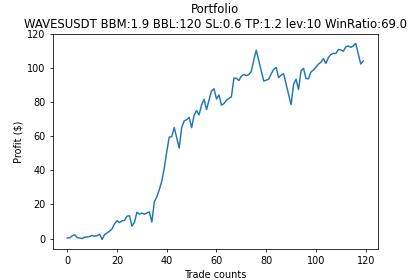 Portfolio
WAVESUSDT BBM:1.9 BBL:120 SL:0.6 TP:1.2 lev:10 WinRatio:69.0
120
100
80
60
40
20
0
Profit ($)
0 20 40 60 80 100 120
Trade counts